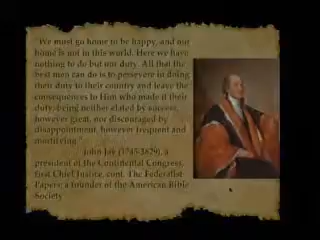 "We must go home to be happy, and our
home is not in this world. Here we have
nothing to do but our duty. All that the
best men can do is to persevere in doing
their duty to their country and leave the
consequences to Him who made it their
duty; being neither elated by success,
however great, nor discouraged by
disappointment, however frequent and
mortifying."
John Jay (1745-1829), a
president of the Continental Congress,
first Chief Justice, cont. The Federalist
Papers; a founder of the American Bible
Society